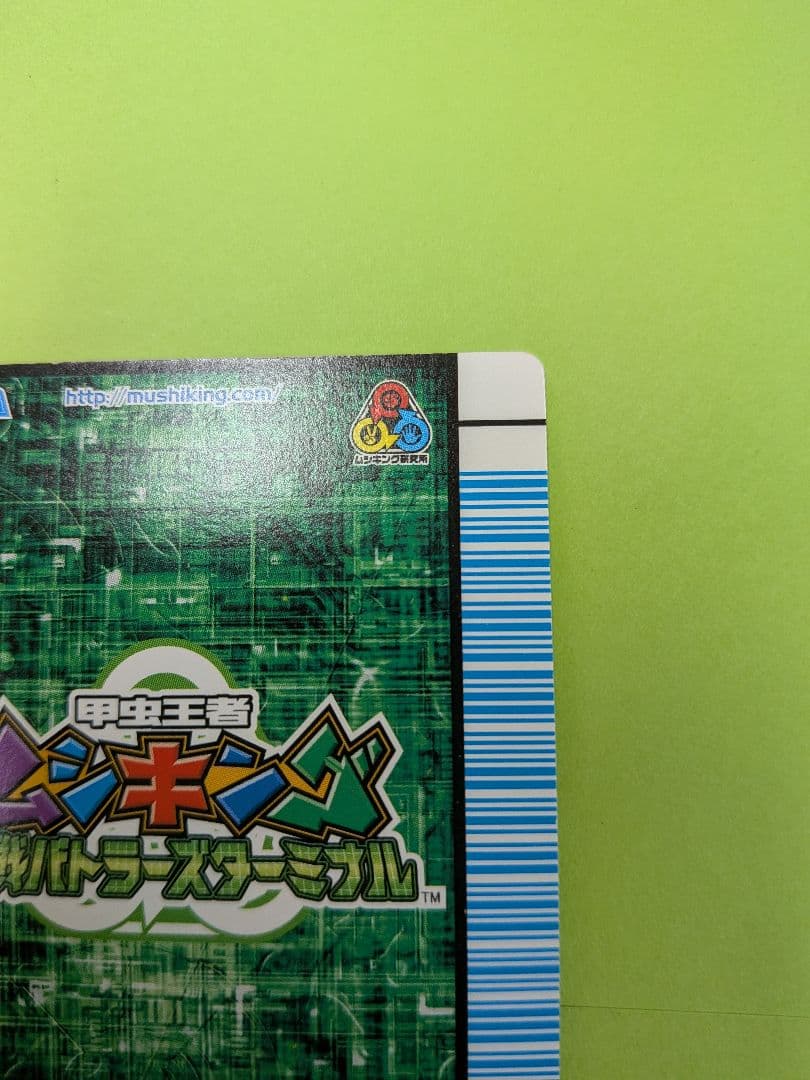 http://mushiking.com/
ムシキング研究所
甲虫王者
ムシキング
バトラーズターミナル
TM